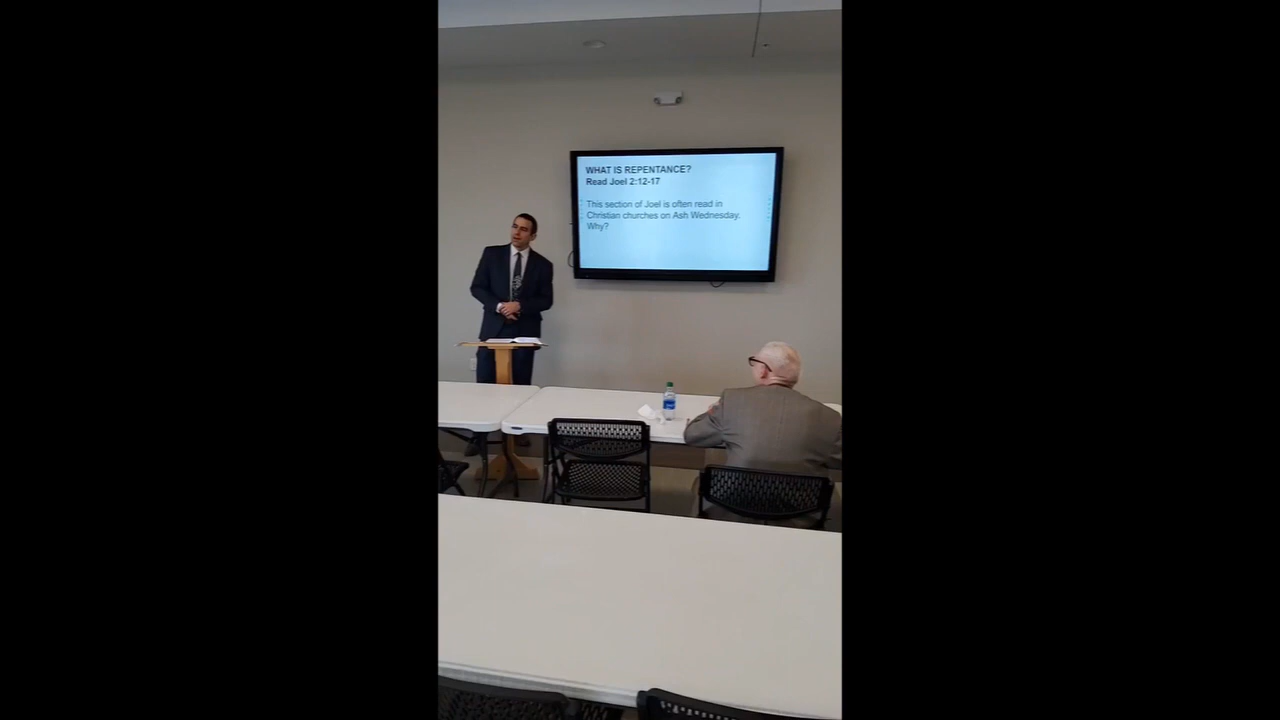 WHAT IS REPENTANCE?
Read Joel 2:12-17
This section of Joel is often read in
Christian churches on Ash Wednesday.
Why?